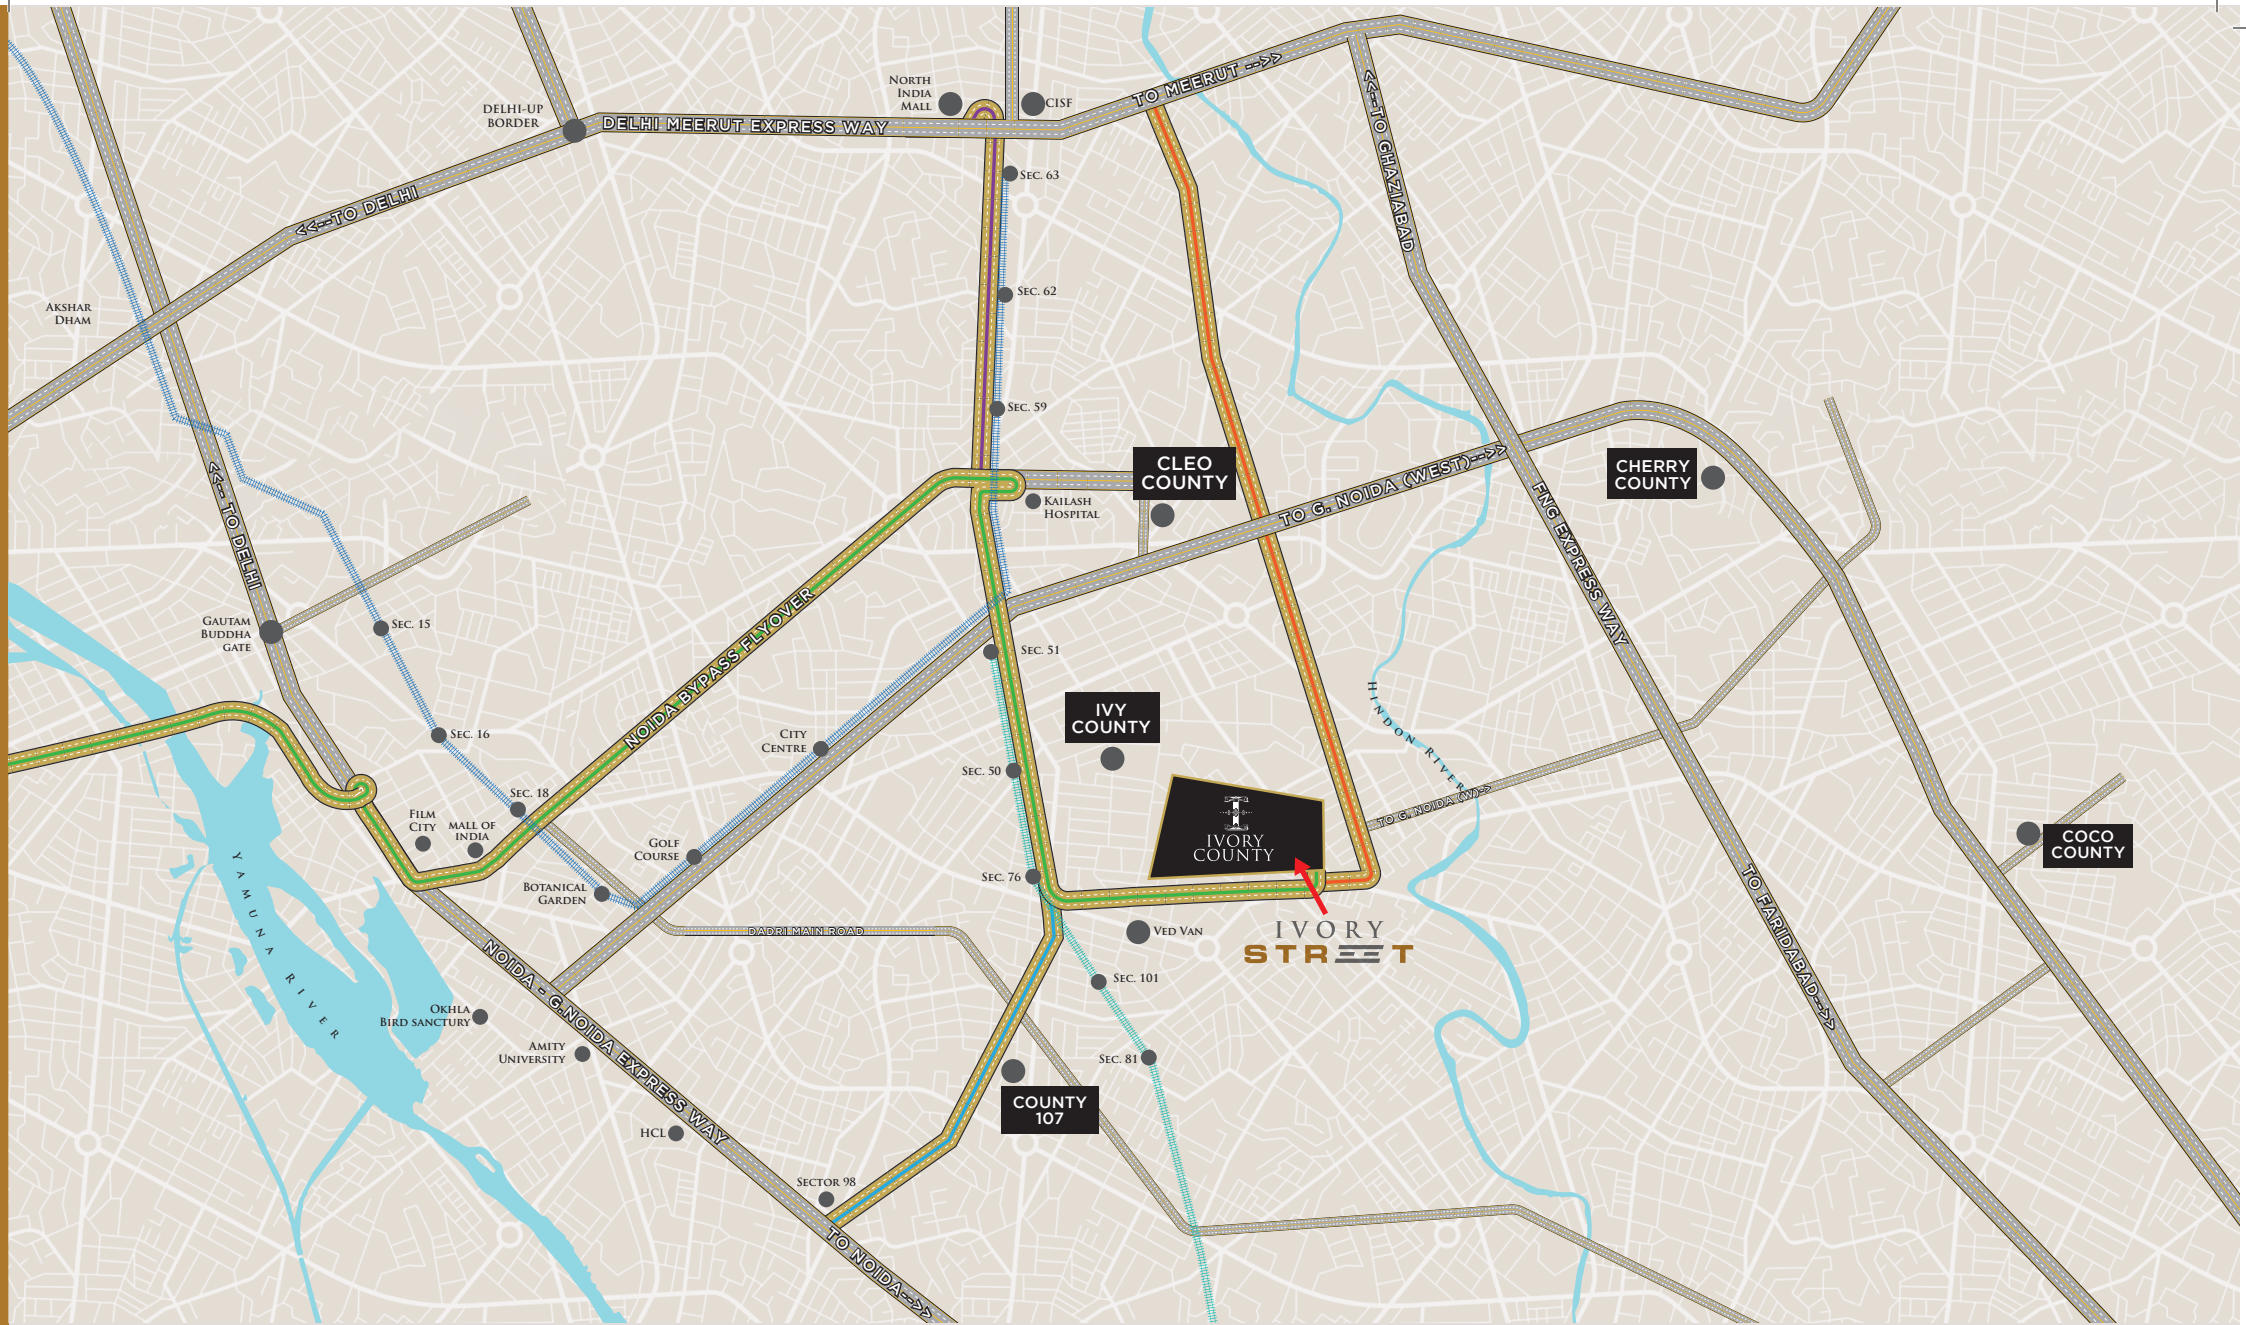 <--TO GHAZIABAD
TO MEERUT -->>
NORTH
INDIA
MALL
CISF
DELHI-UP
BORDER
DELHI MEERUT EXPRESS WAY
SEC. 63
<<--TO DELHI
SEC. 62
AKSHAR
DHAM
SEC. 59
CLEO
COUNTY
CHERRY
COUNTY
KAILASH
HOSPITAL
TO G. NOIDA (WEST)-->>
<<-- TO DELHI
FNG EXPRESS WAY
GAUTAM
BUDDHA
GATE
SEC. 15
NOIDA BYPASS FLYOVER
SEC. 51
IVY
COUNTY
HINDON RIVER
SEC. 16
CITY
CENTRE
SEC. 50
SEC. 18
TO G. NOIDA (W)->
FILM
CITY
MALL OF
INDIA
IVORY
COUNTY
COCO
COUNTY
GOLF
COURSE
SEC. 76
BOTANICAL
GARDEN
DADRI MAIN ROAD
VED VAN
IVORY
STREET
YAMUNA RIVER
TO FARIDABAD-->>
SEC. 101
NOIDA - G.NOIDA EXPRESS WAY
OKHLA
BIRD SANCTURY
AMITY
UNIVERSITY
SEC. 81
COUNTY
107
HCL
SECTOR 98
TO NOIDA-->>